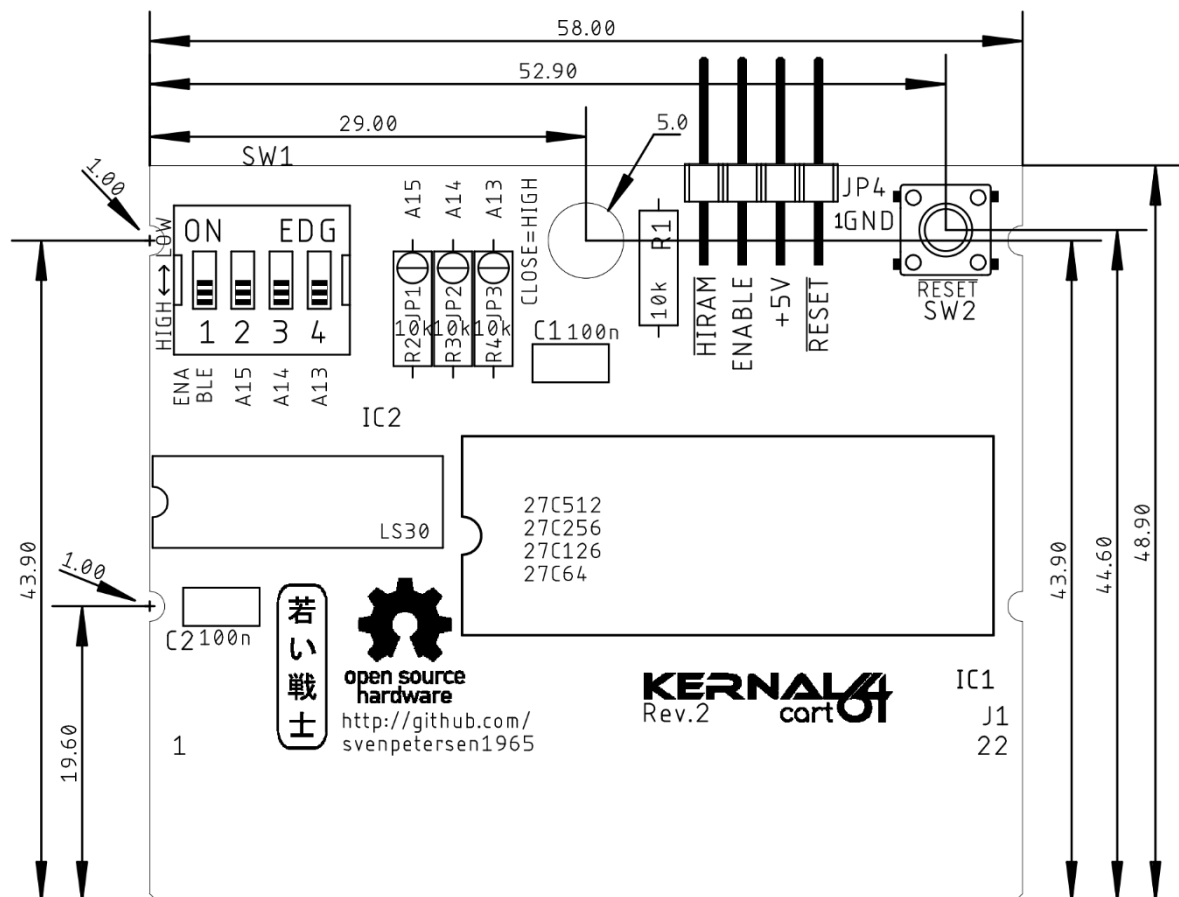 58.00
52.90
29.00
5.0
SW1
1.00
A15
A14
A13
CLOSE=HIGH
JP4
1GND
R1
10k
ON EDG
HIGH↔LOW
1 2 3 4
JP1
JP2
JP3
10k
10k
10k
R2
R3
R4
C1 100n
HIRAM
ENABLE
+5V
RESET
RESET
SW2
ENA
BLE
A15
A14
A13
IC2
LS30
27C512
27C256
27C126
27C64
43.90
1.00
19.60
43.90
44.60
48.90
C2 100n
若い戦士
open source
hardware
http://github.com/
svenpetersen1965
KERNAL64
cart
Rev.2
IC1
J1
1
22